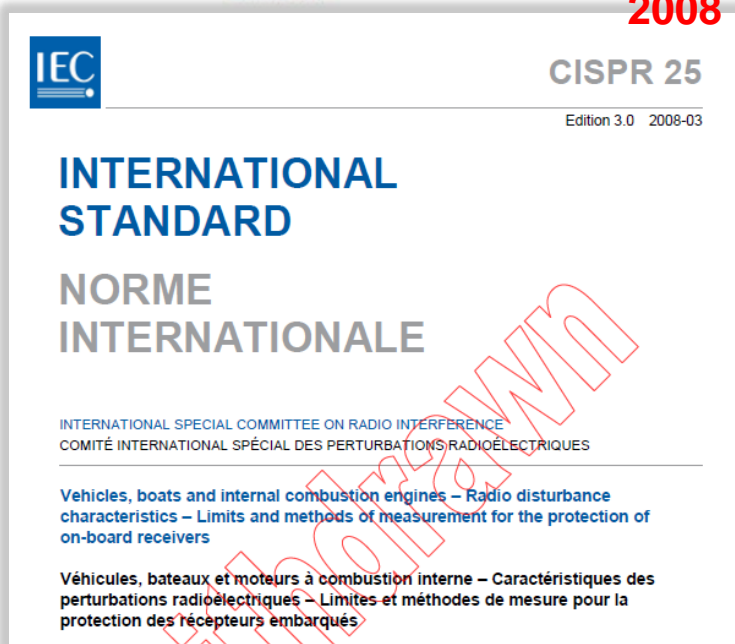 2008
IEC
CISPR 25
Edition 3.0 2008-03
INTERNATIONAL
STANDARD
NORME
INTERNATIONALE
INTERNATIONAL SPECIAL COMMITTEE ON RADIO INTERFERENCE
COMITÉ INTERNATIONAL SPÉCIAL DES PERTURBATIONS RADIOÉLECTRIQUES
Vehicles, boats and internal combustion engines – Radio disturbance
characteristics – Limits and methods of measurement for the protection of
on-board receivers
Véhicules, bateaux et moteurs à combustion interne – Caractéristiques des
perturbations radioélectriques – Limites et méthodes de mesure pour la
protection des récepteurs embarqués
thdrawn